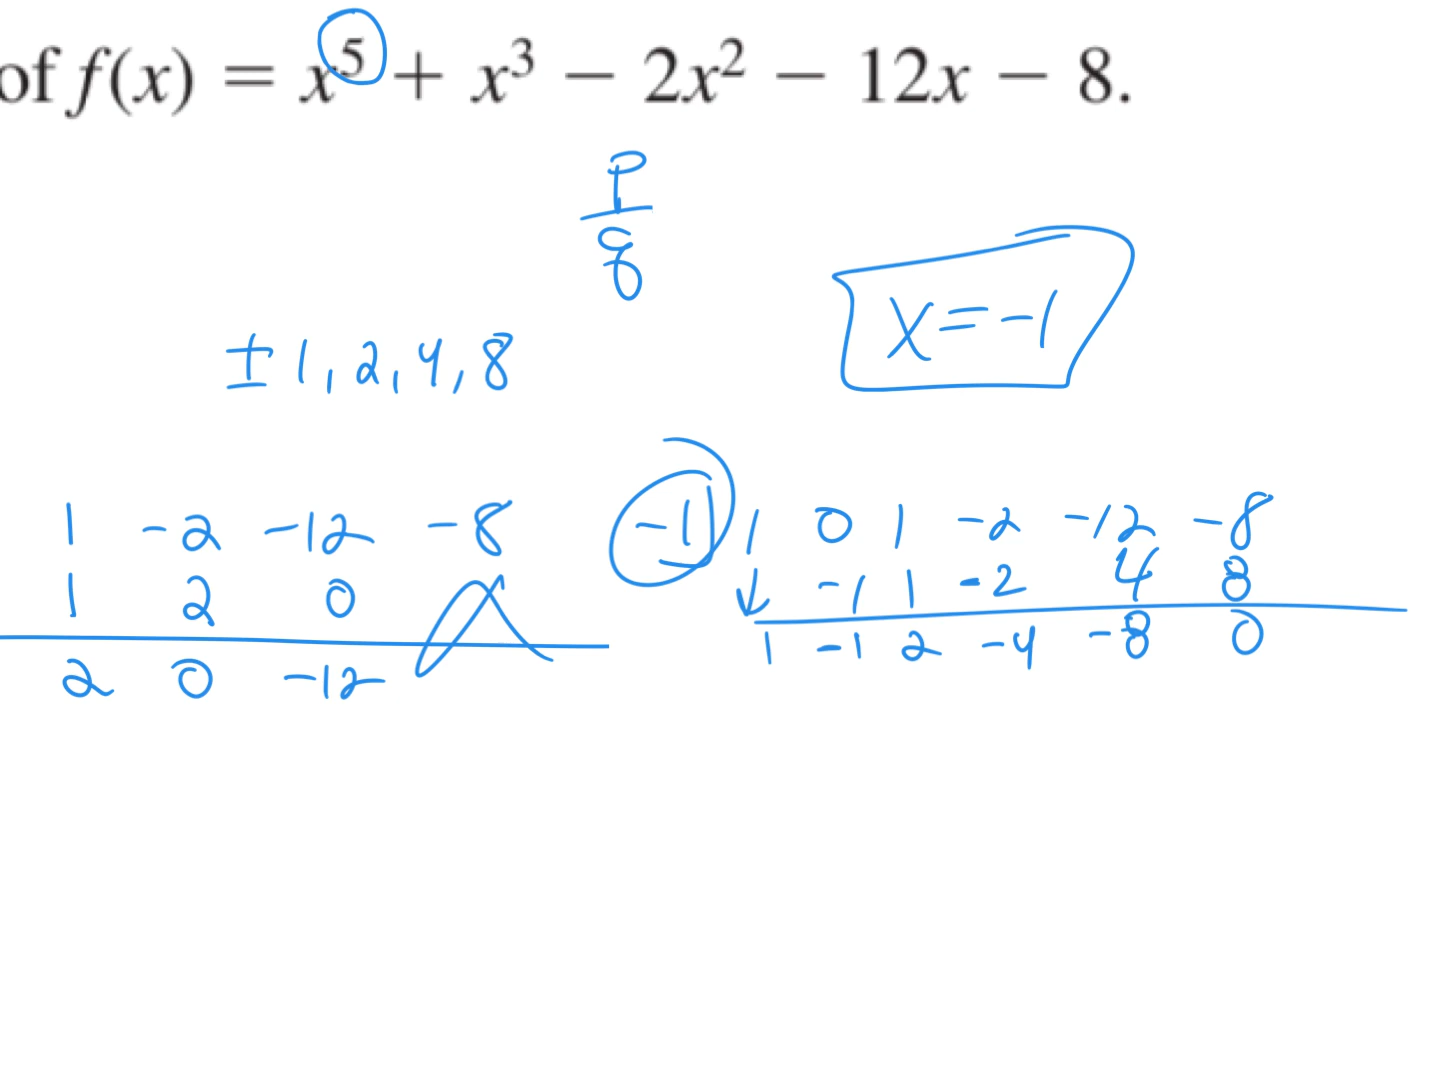 of f(x) = x⁵ + x³ − 2x² − 12x − 8.
P
q
x = -1
± 1, 2, 4, 8
1 -2 -12 -8
1 2 0
2 0 -12
-1 | 1 0 1 -2 -12 -8
↓ -1 1 -2 4 8
1 -1 2 -4 -8 0